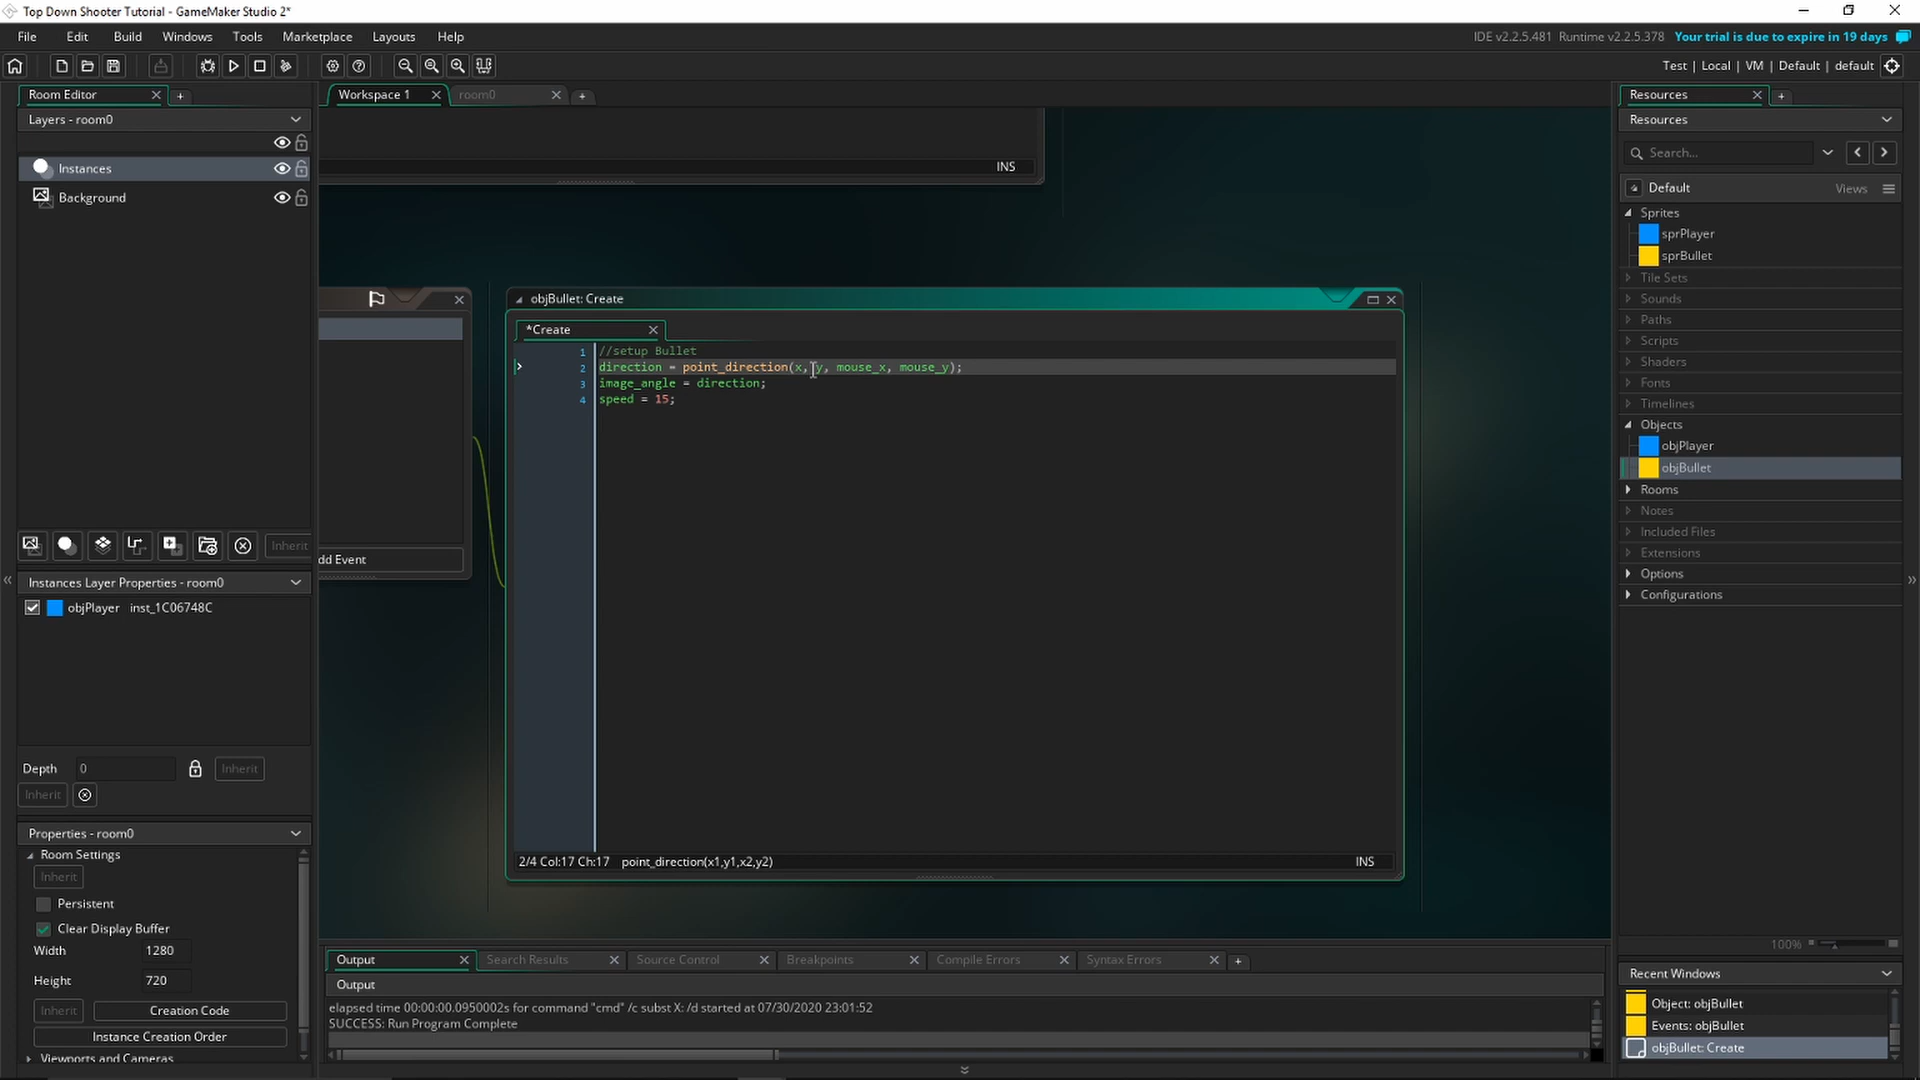 Top Down Shooter Tutorial - GameMaker Studio 2*
File Edit Build Windows Tools Marketplace Layouts Help
IDE v2.2.5.481 Runtime v2.2.5.378 Your trial is due to expire in 19 days
Test | Local | VM | Default | default
Room Editor
Layers - room0
Instances
Background
Inherit
Instances Layer Properties - room0
objPlayer inst_1C06748C
Depth 0 Inherit
Inherit
Properties - room0
Room Settings
Inherit
Persistent
Clear Display Buffer
Width 1280
Height 720
Inherit Creation Code
Instance Creation Order
Viewports and Cameras
Workspace 1 room0
INS
dd Event
objBullet: Create
*Create
1 //setup Bullet
2 direction = point_direction(x, y, mouse_x, mouse_y);
3 image_angle = direction;
4 speed = 15;
2/4 Col:17 Ch:17 point_direction(x1,y1,x2,y2) INS
Output Search Results Source Control Breakpoints Compile Errors Syntax Errors
Output
elapsed time 00:00:00.0950002s for command "cmd" /c subst X: /d started at 07/30/2020 23:01:52
SUCCESS: Run Program Complete
Resources
Resources
Search...
Default Views
Sprites
sprPlayer
sprBullet
Tile Sets
Sounds
Paths
Scripts
Shaders
Fonts
Timelines
Objects
objPlayer
objBullet
Rooms
Notes
Included Files
Extensions
Options
Configurations
100%
Recent Windows
Object: objBullet
Events: objBullet
objBullet: Create